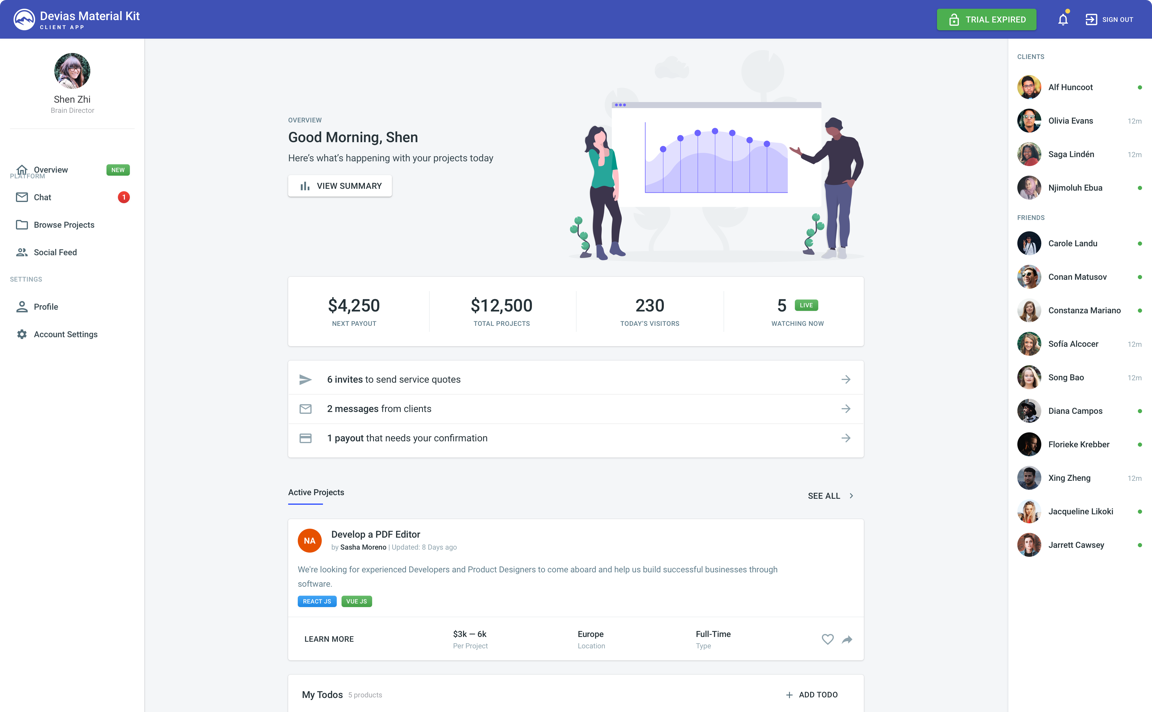 Devias Material Kit
CLIENT APP
TRIAL EXPIRED
SIGN OUT
Shen Zhi
Brain Director
Overview
NEW
PLATFORM
Chat
1
Browse Projects
Social Feed
SETTINGS
Profile
Account Settings
OVERVIEW
Good Morning, Shen
Here's what's happening with your projects today
VIEW SUMMARY
$4,250
NEXT PAYOUT
$12,500
TOTAL PROJECTS
230
TODAY'S VISITORS
5 LIVE
WATCHING NOW
6 invites to send service quotes
2 messages from clients
1 payout that needs your confirmation
Active Projects
SEE ALL
NA
Develop a PDF Editor
by Sasha Moreno | Updated: 8 Days ago
We're looking for experienced Developers and Product Designers to come aboard and help us build successful businesses through
software.
REACT JS
VUE JS
LEARN MORE
$3k — 6k
Per Project
Europe
Location
Full-Time
Type
My Todos 5 products
ADD TODO
CLIENTS
Alf Huncoot
Olivia Evans 12m
Saga Lindén 12m
Njimoluh Ebua
FRIENDS
Carole Landu
Conan Matusov
Constanza Mariano
Sofía Alcocer 12m
Song Bao 12m
Diana Campos
Florieke Krebber
Xing Zheng 12m
Jacqueline Likoki
Jarrett Cawsey